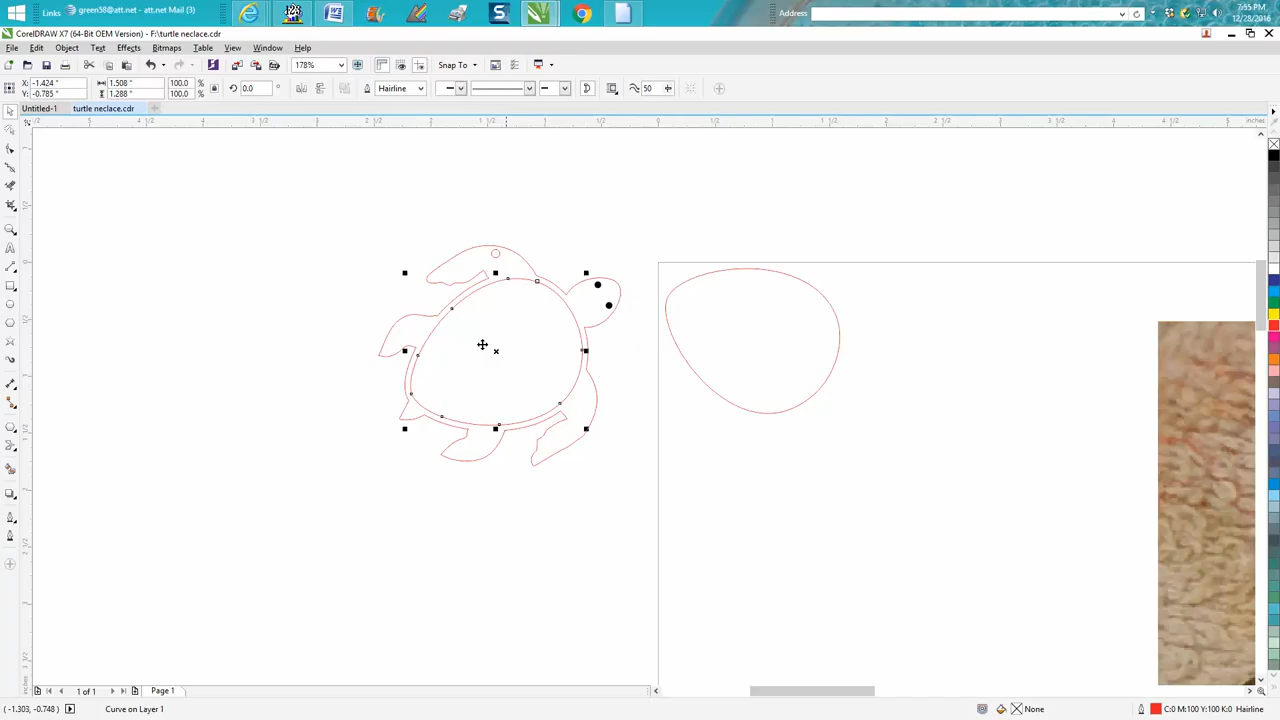 Links
green58@att.net - att.net Mail (3)
Address
7:55 PM
12/28/2016
CorelDRAW X7 (64-Bit OEM Version) - F:\turtle neclace.cdr
File Edit Object Text Effects Bitmaps Table View Window Help
178% Snap To
X: -1.424 " 1.508 " 100.0 % 0.0 ° Hairline 50
Y: -0.785 " 1.288 " 100.0 %
Untitled-1 turtle neclace.cdr
inches
1 of 1 Page 1
( -1.303, -0.748 ) Curve on Layer 1 None C:0 M:100 Y:100 K:0 Hairline